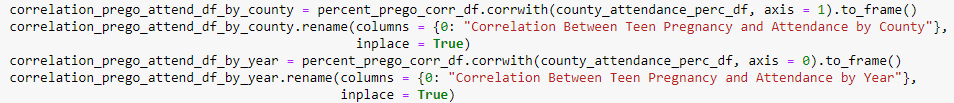 correlation_prego_attend_df_by_county = percent_prego_corr_df.corrwith(county_attendance_perc_df, axis = 1).to_frame()
correlation_prego_attend_df_by_county.rename(columns = {0: "Correlation Between Teen Pregnancy and Attendance by County"},
inplace = True)
correlation_prego_attend_df_by_year = percent_prego_corr_df.corrwith(county_attendance_perc_df, axis = 0).to_frame()
correlation_prego_attend_df_by_year.rename(columns = {0: "Correlation Between Teen Pregnancy and Attendance by Year"},
inplace = True)